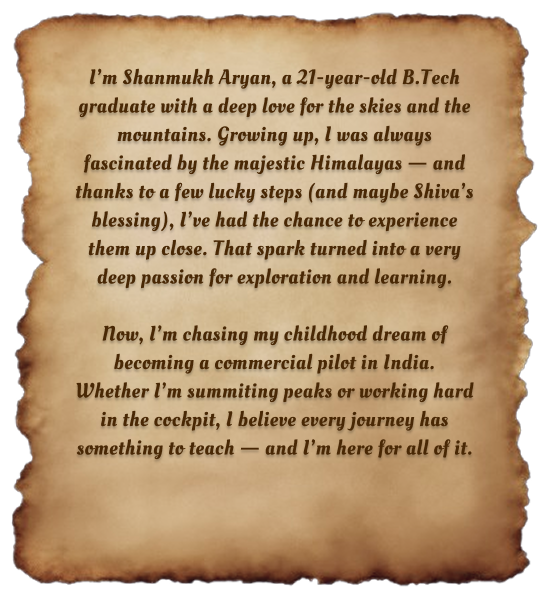 I'm Shanmukh Aryan, a 21-year-old B.Tech
graduate with a deep love for the skies and the
mountains. Growing up, I was always
fascinated by the majestic Himalayas — and
thanks to a few lucky steps (and maybe Shiva's
blessing), I've had the chance to experience
them up close. That spark turned into a very
deep passion for exploration and learning.
Now, I'm chasing my childhood dream of
becoming a commercial pilot in India.
Whether I'm summiting peaks or working hard
in the cockpit, I believe every journey has
something to teach — and I'm here for all of it.